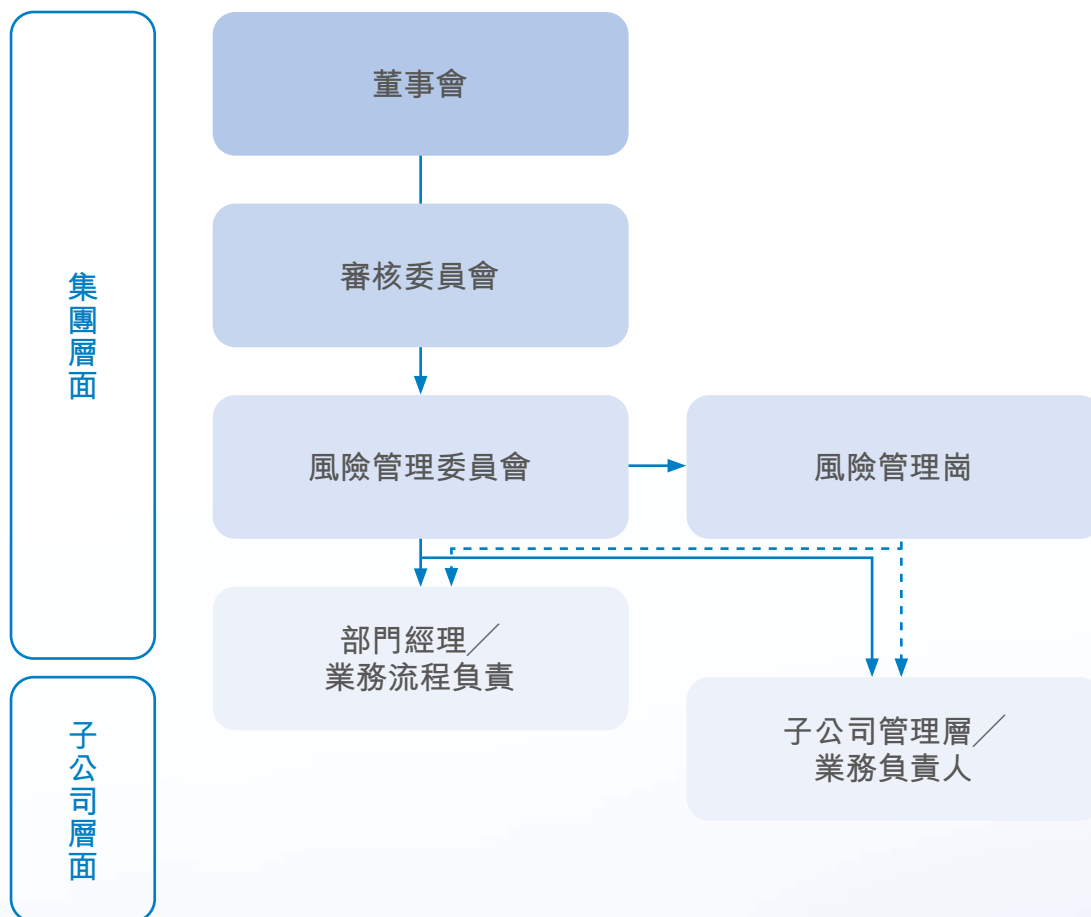 董事會
審核委員會
集團層面
風險管理委員會
風險管理崗
部門經理／
業務流程負責
子公司管理層／
業務負責人
子公司層面